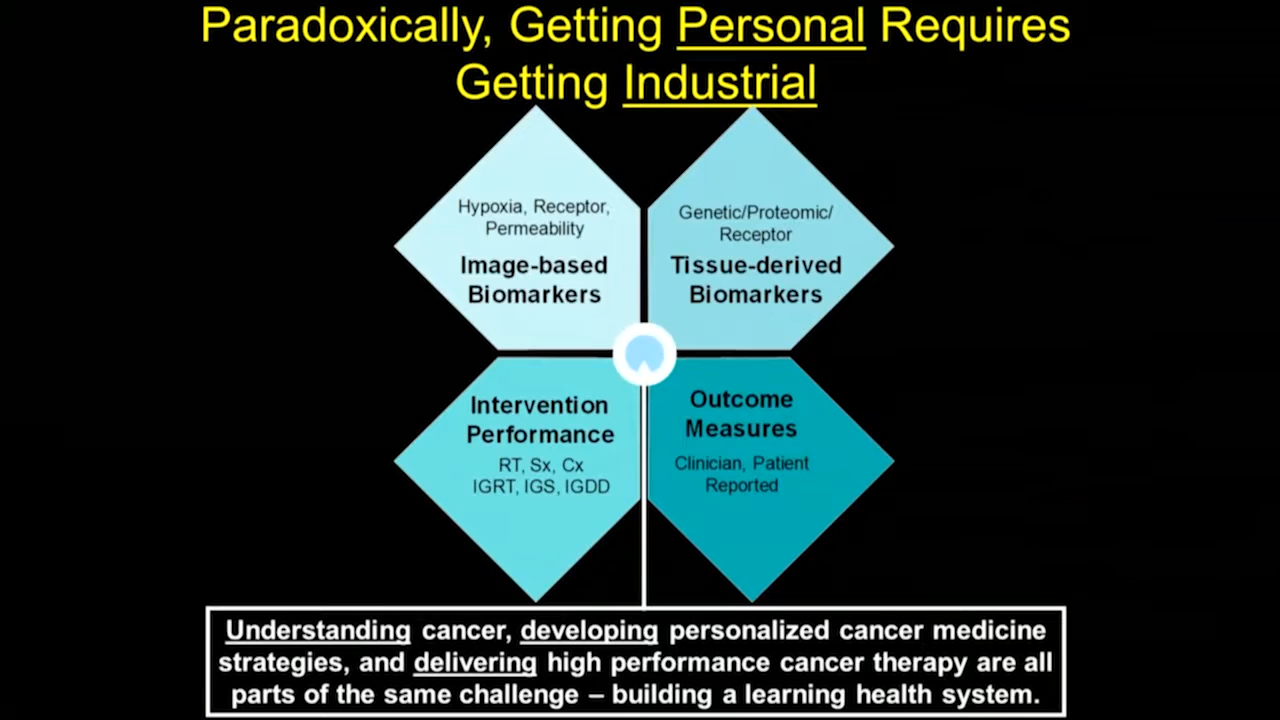 Paradoxically, Getting Personal Requires
Getting Industrial
Hypoxia, Receptor,
Permeability
Image-based
Biomarkers
Genetic/Proteomic/
Receptor
Tissue-derived
Biomarkers
Intervention
Performance
RT, Sx, Cx
IGRT, IGS, IGDD
Outcome
Measures
Clinician, Patient
Reported
Understanding cancer, developing personalized cancer medicine
strategies, and delivering high performance cancer therapy are all
parts of the same challenge – building a learning health system.